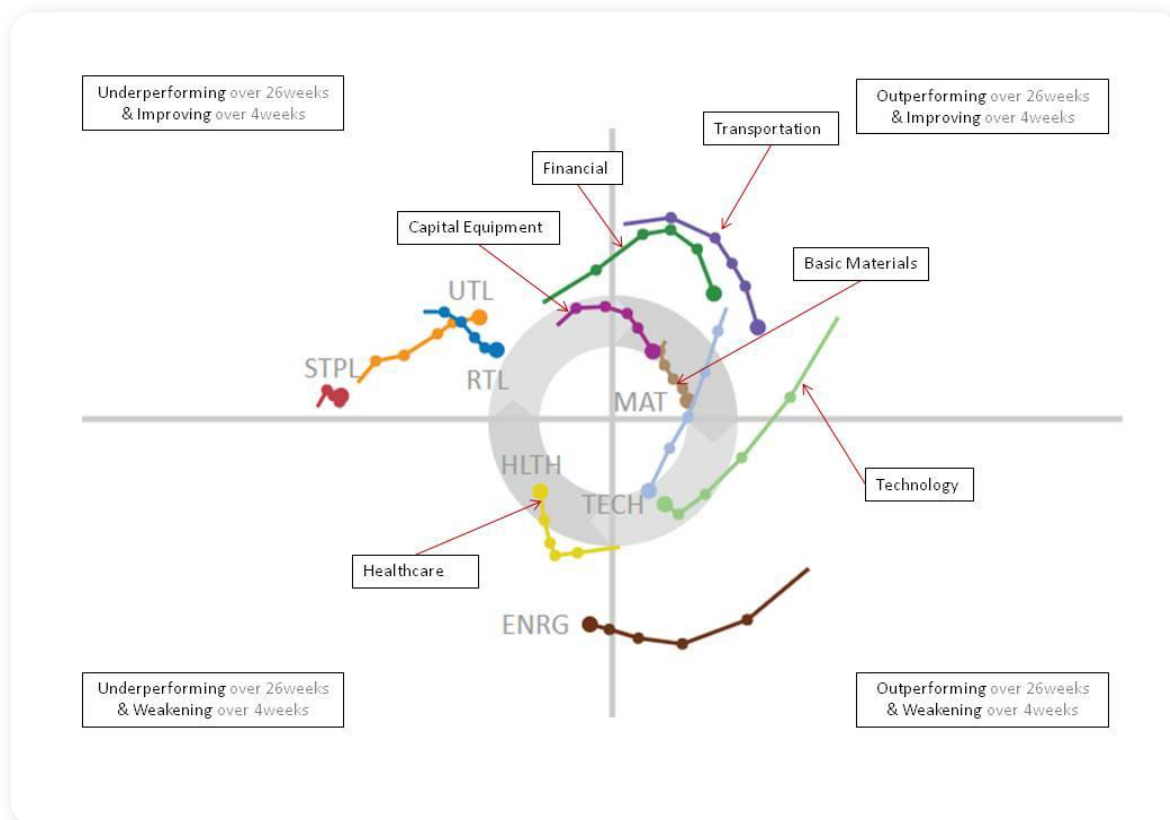 Underperforming over 26weeks
& Improving over 4weeks
Outperforming over 26weeks
& Improving over 4weeks
Transportation
Financial
Capital Equipment
Basic Materials
UTL
STPL
RTL
MAT
HLTH
TECH
Technology
Healthcare
ENRG
Underperforming over 26weeks
& Weakening over 4weeks
Outperforming over 26weeks
& Weakening over 4weeks